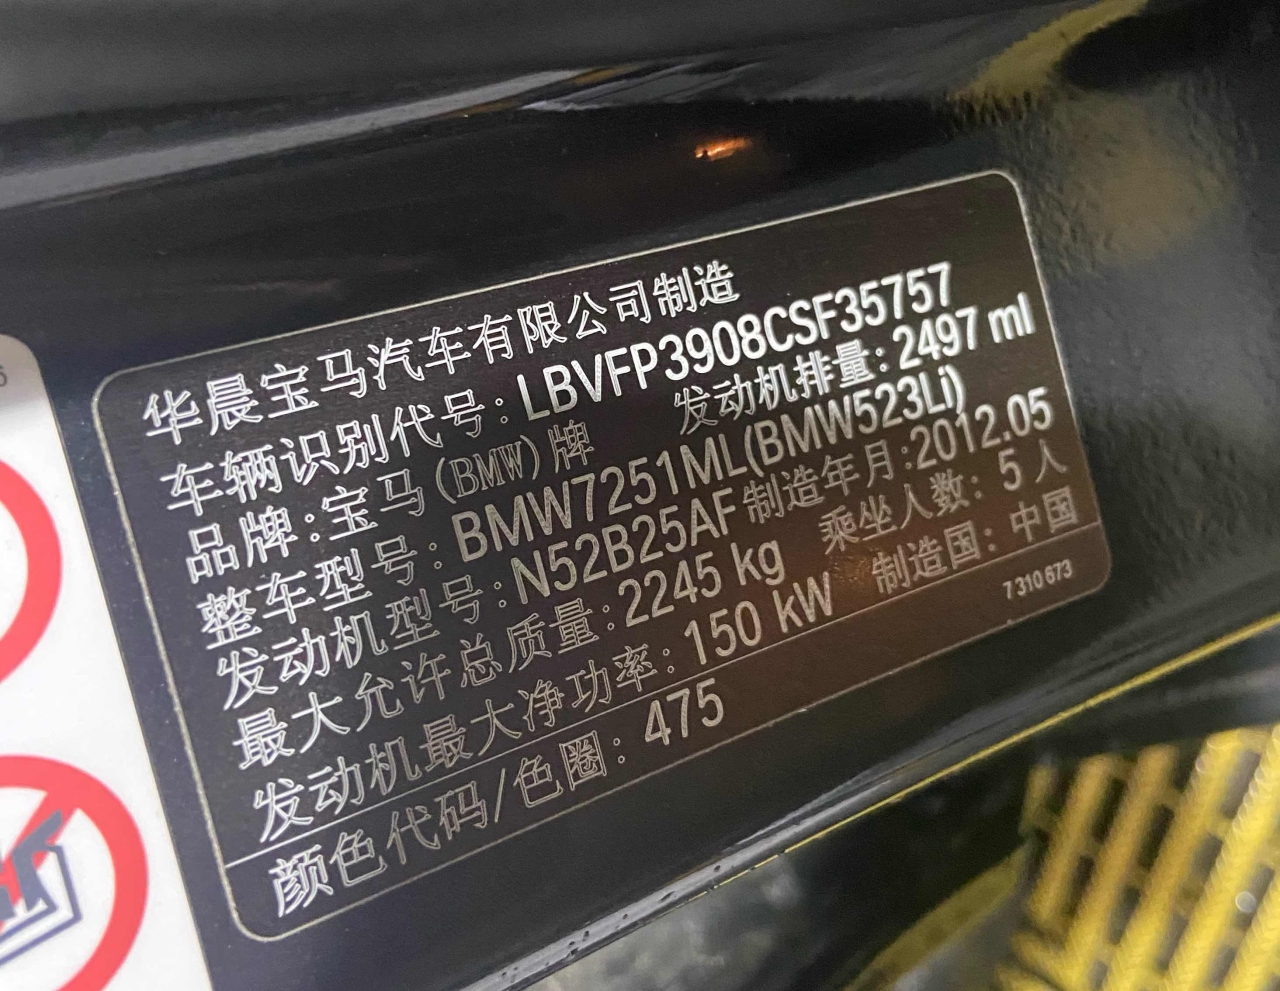 华晨宝马汽车有限公司制造
车辆识别代号: LBVFP3908CSF35757
品牌: 宝马(BMW)牌 发动机排量: 2497 ml
整车型号: BMW7251ML(BMW523Li)
发动机型号: N52B25AF 制造年月: 2012.05
最大允许总质量: 2245 kg 乘坐人数: 5 人
发动机最大净功率: 150 kW 制造国: 中国
7 310 673
颜色代码/色圈: 475